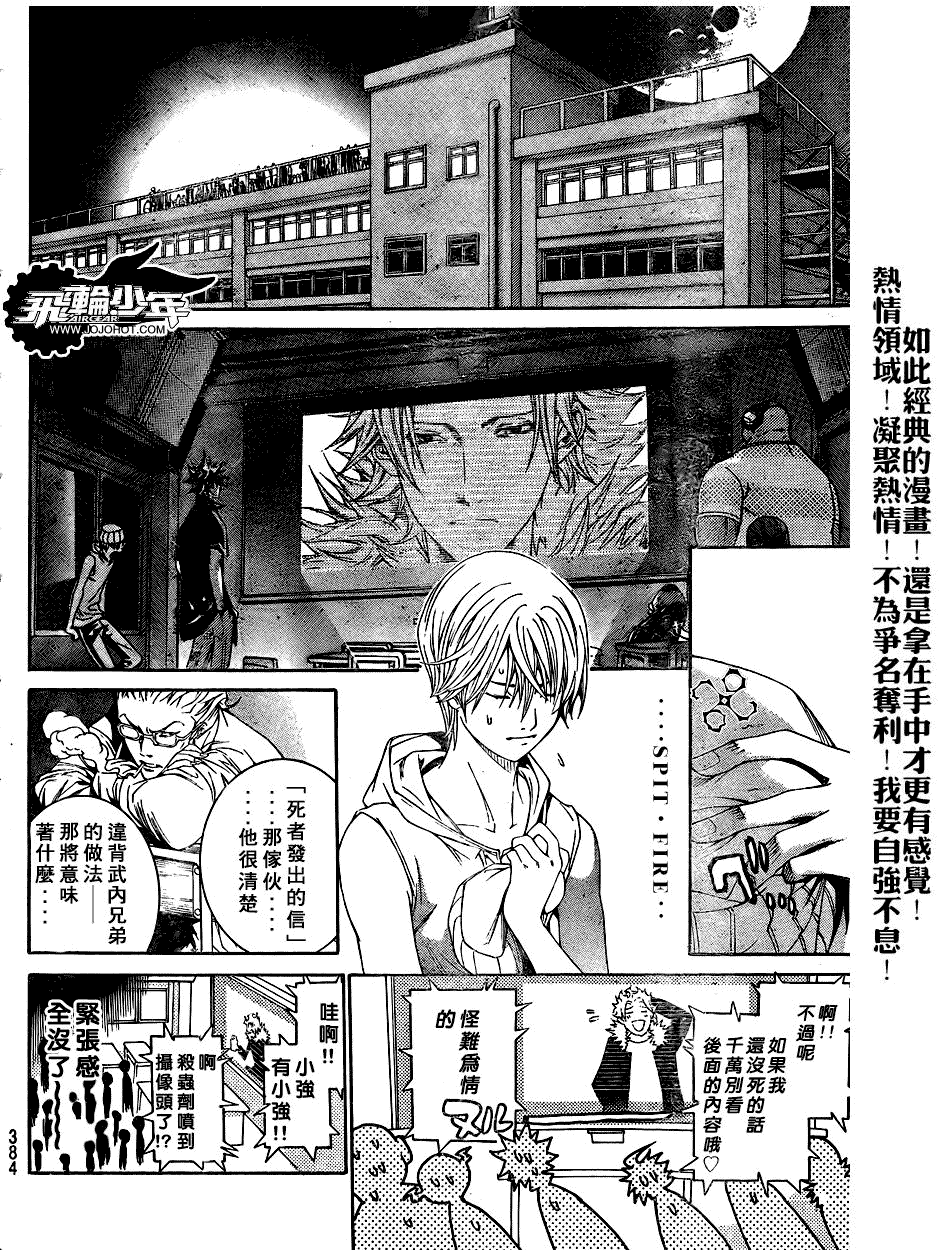 如此經典的漫畫！還是拿在手中才更有感覺！
熱情領域！凝聚熱情！不為爭名奪利！我要自強不息！
飛輪少年
AIRGEAR
WWW.JOJOHOT.COM
‥‥SPIT・FIRE‥
「死者發出的信」
‥‥那傢伙‥‥
他很清楚
違背武內兄弟
的做法——
那將意味
著什麼‥‥
啊!!
不過呢
如果我
還沒死的話
千萬別看
後面的內容哦♡
怪難為情
的
ヌル
哇啊!!
小強
有小強!!
啊
殺蟲劑噴到
攝像頭了!?
緊張感
全沒了～
384